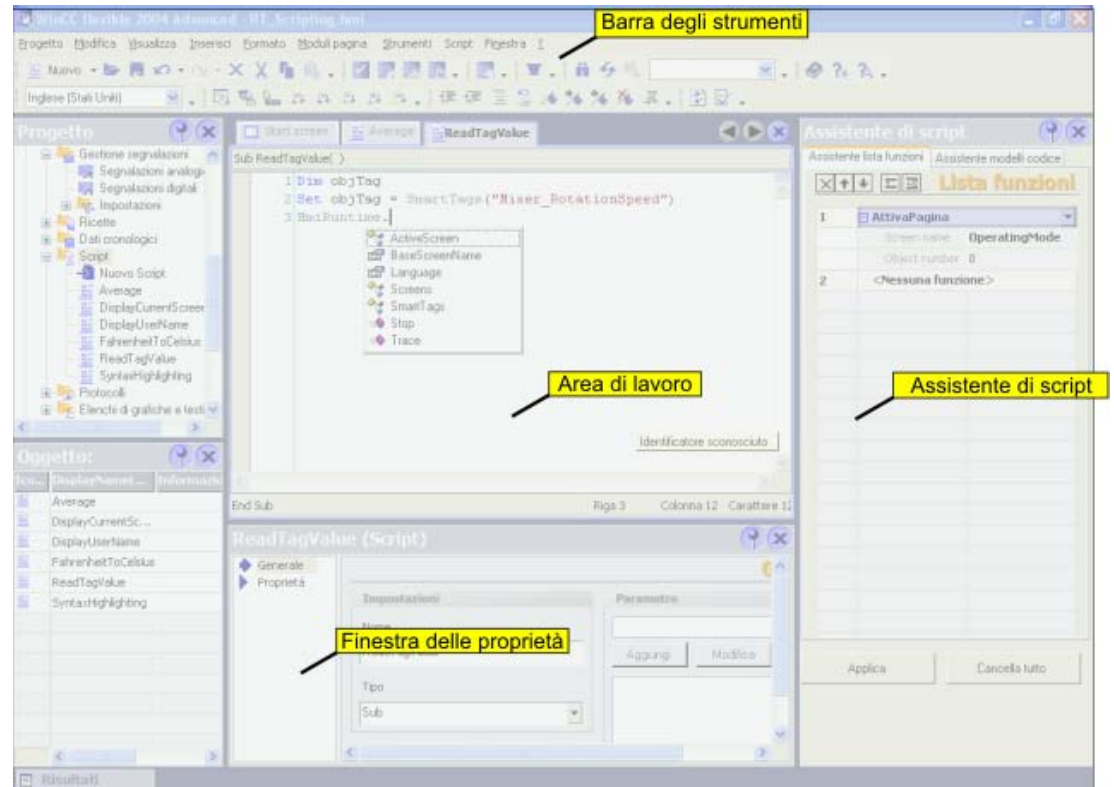 WinCC flexible 2004 Advanced - RT_Scripting.hmi
Barra degli strumenti
Progetto Modifica Visualizza Inserisci Formato Moduli pagina Strumenti Script Finestra ?
Nuovo
Inglese (Stati Uniti)
Progetto
Gestione segnalazioni
Segnalazioni analogi
Segnalazioni digitali
Impostazioni
Ricette
Dati cronologici
Script
Nuovo Script
Average
DisplayCurrentScreen
DisplayUserName
FahrenheitToCelsius
ReadTagValue
SyntaxHighlighting
Protocolli
Elenchi di grafiche e testi
Start screen Average ReadTagValue
Sub ReadTagValue( )
1 Dim objTag
2 Set objTag = SmartTags("Mixer_RotationSpeed")
3 HmiRuntime.
ActiveScreen
BaseScreenName
Language
Screens
SmartTags
Stop
Trace
Area di lavoro
Identificatore sconosciuto
End Sub
Riga 3 Colonna 12 Carattere 12
Assistente di script
Assistente lista funzioni Assistente modelli codice
Lista funzioni
1 AttivaPagina
Screen name OperatingMode
Object number 0
2 <Nessuna funzione>
Assistente di script
Applica Cancella tutto
Oggetto:
Ico... DisplayName... Informazio
Average
DisplayCurrentSc...
DisplayUserName
FahrenheitToCelsius
ReadTagValue
SyntaxHighlighting
ReadTagValue (Script)
Generale
Proprietà
Impostazioni
Nome
Finestra delle proprietà
Tipo
Sub
Parametro
Aggiungi Modifica
Risultati